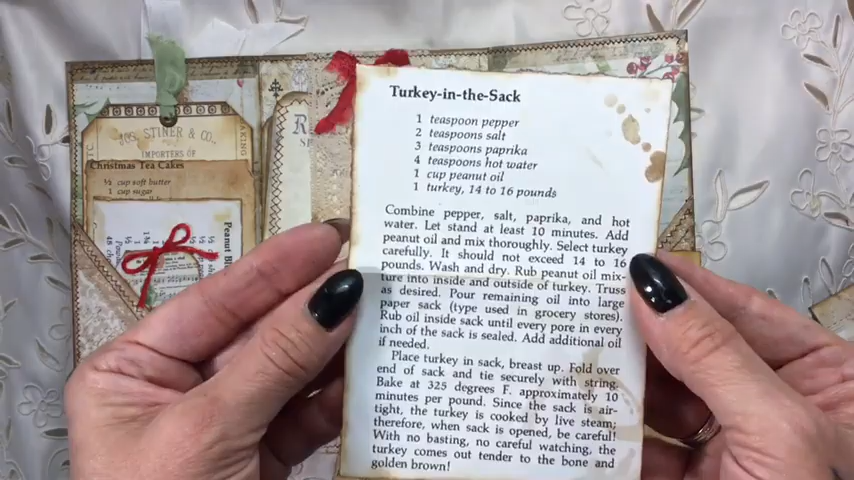 Turkey-in-the-Sack
1 teaspoon pepper
2 teaspoons salt
3 teaspoons paprika
4 teaspoons hot water
1 cup peanut oil
1 turkey, 14 to 16 pounds
Combine pepper, salt, paprika, and hot
water. Let stand at least 10 minutes. Add
peanut oil and mix thoroughly. Select turkey
carefully. It should not exceed 14 to 16
pounds. Wash and dry. Rub peanut oil mix-
ture into inside and outside of turkey. Truss
as desired. Pour remaining oil into large
paper sack (type used in grocery stores).
Rub oil inside sack until every pore in every
inch of the sack is sealed. Add additional oil
if needed.
Place turkey in sack, breast up. Fold over
end of sack and tie securely with string.
Bake at 325 degrees F. approximately 10
minutes per pound. Since the sack is air-
tight, the turkey is cooked by live steam;
therefore, when sack is opened, be careful!
With no basting, no careful watching, the
turkey comes out tender to the bone and
golden brown!
STINER & CO.
IMPORTERS OF
Christmas Tea Cakes
½ cup soft butter
1 cup sugar
Peanut
AKING